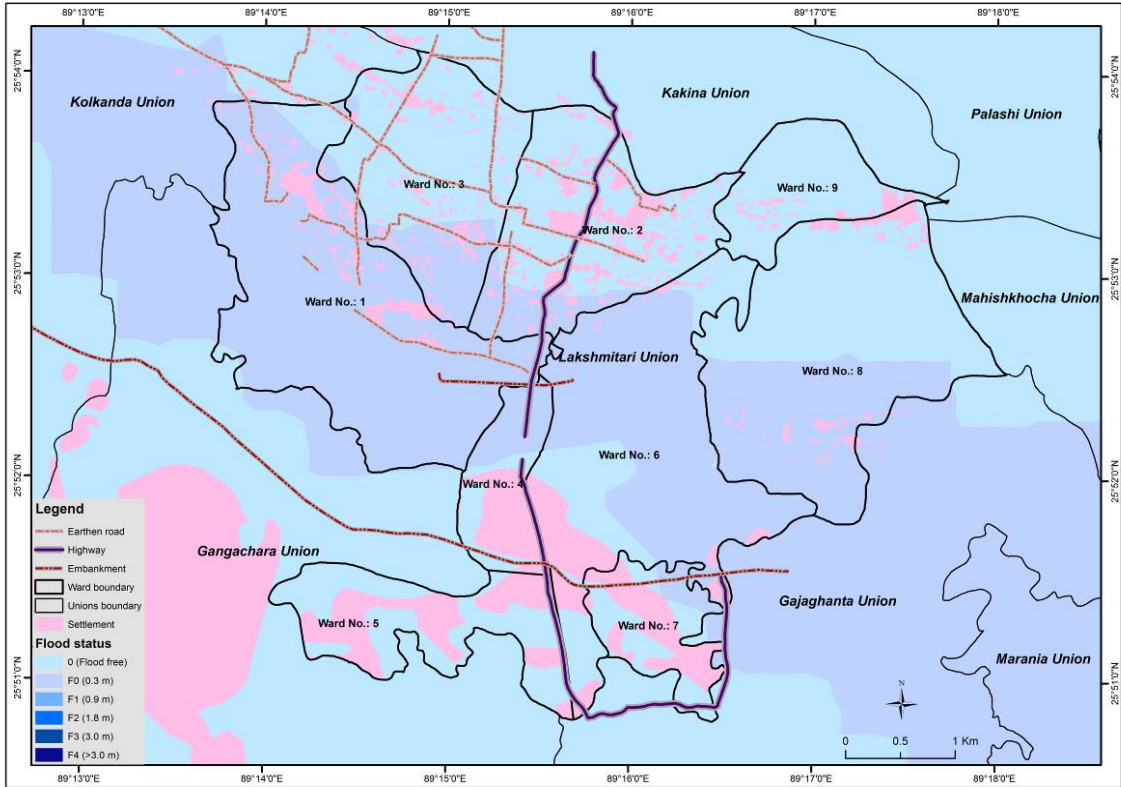 89°13'0"E 89°14'0"E 89°15'0"E 89°16'0"E 89°17'0"E 89°18'0"E
25°54'0"N
25°54'0"N
Kolkanda Union
Kakina Union
Palashi Union
Ward No.: 3
Ward No.: 9
Ward No.: 2
25°53'0"N
25°53'0"N
Ward No.: 1
Mahishkhocha Union
Lakshmitari Union
Ward No.: 8
Ward No.: 6
25°52'0"N
25°52'0"N
Ward No.: 4
Gangachara Union
Gajaghanta Union
Ward No.: 5
Ward No.: 7
Marania Union
25°51'0"N
25°51'0"N
Legend
Earthen road
Highway
Embankment
Ward boundary
Unions boundary
Settlement
Flood status
0 (Flood free)
F0 (0.3 m)
F1 (0.9 m)
F2 (1.8 m)
F3 (3.0 m)
F4 (>3.0 m)
N
0 0.5 1 Km
89°13'0"E 89°14'0"E 89°15'0"E 89°16'0"E 89°17'0"E 89°18'0"E